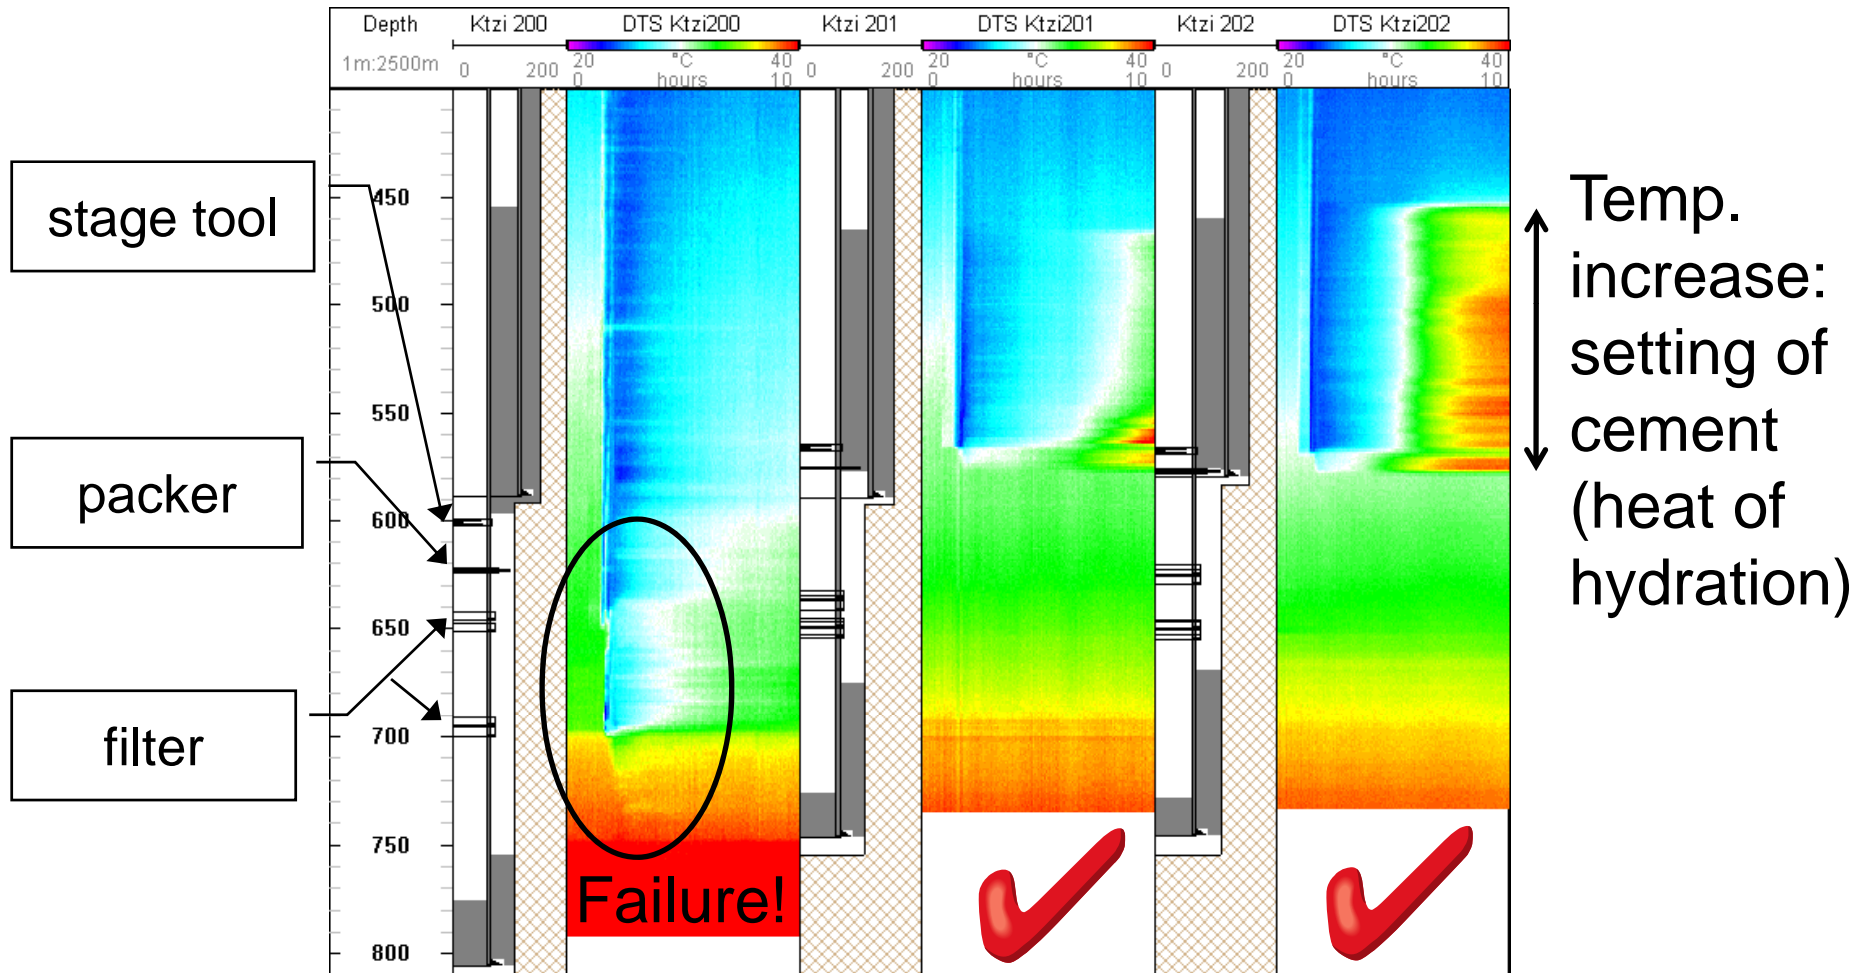 Depth Ktzi 200 DTS Ktzi200 Ktzi 201 DTS Ktzi201 Ktzi 202 DTS Ktzi202
1m:2500m 0 200 20 °C 40 0 200 20 °C 40 0 200 20 °C 40
0 hours 10 0 hours 10 0 hours 10
stage tool
packer
filter
450
500
550
600
650
700
750
800
Failure!
Temp.
increase:
setting of
cement
(heat of
hydration)